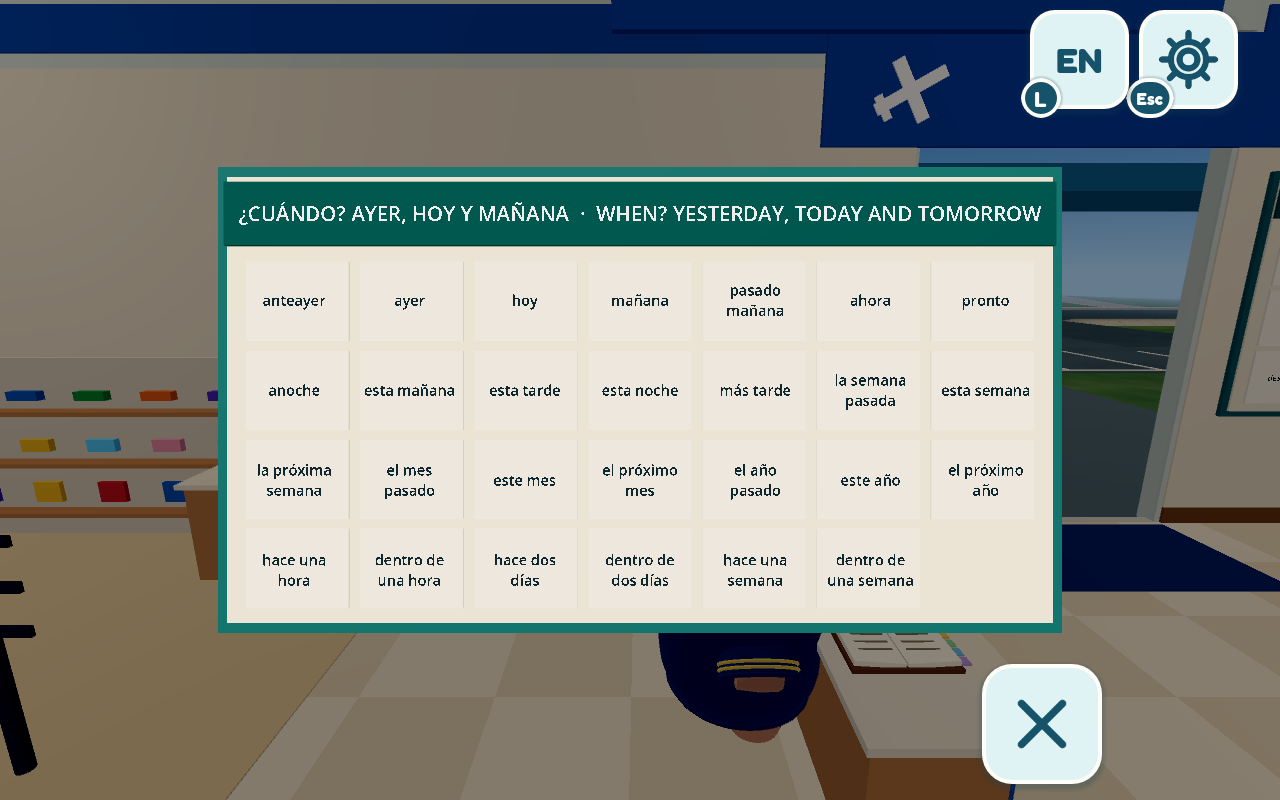 EN
L
Esc
¿CUÁNDO? AYER, HOY Y MAÑANA · WHEN? YESTERDAY, TODAY AND TOMORROW
anteayer
ayer
hoy
mañana
pasado
mañana
ahora
pronto
anoche
esta mañana
esta tarde
esta noche
más tarde
la semana
pasada
esta semana
la próxima
semana
el mes
pasado
este mes
el próximo
mes
el año
pasado
este año
el próximo
año
hace una
hora
dentro de
una hora
hace dos
días
dentro de
dos días
hace una
semana
dentro de
una semana